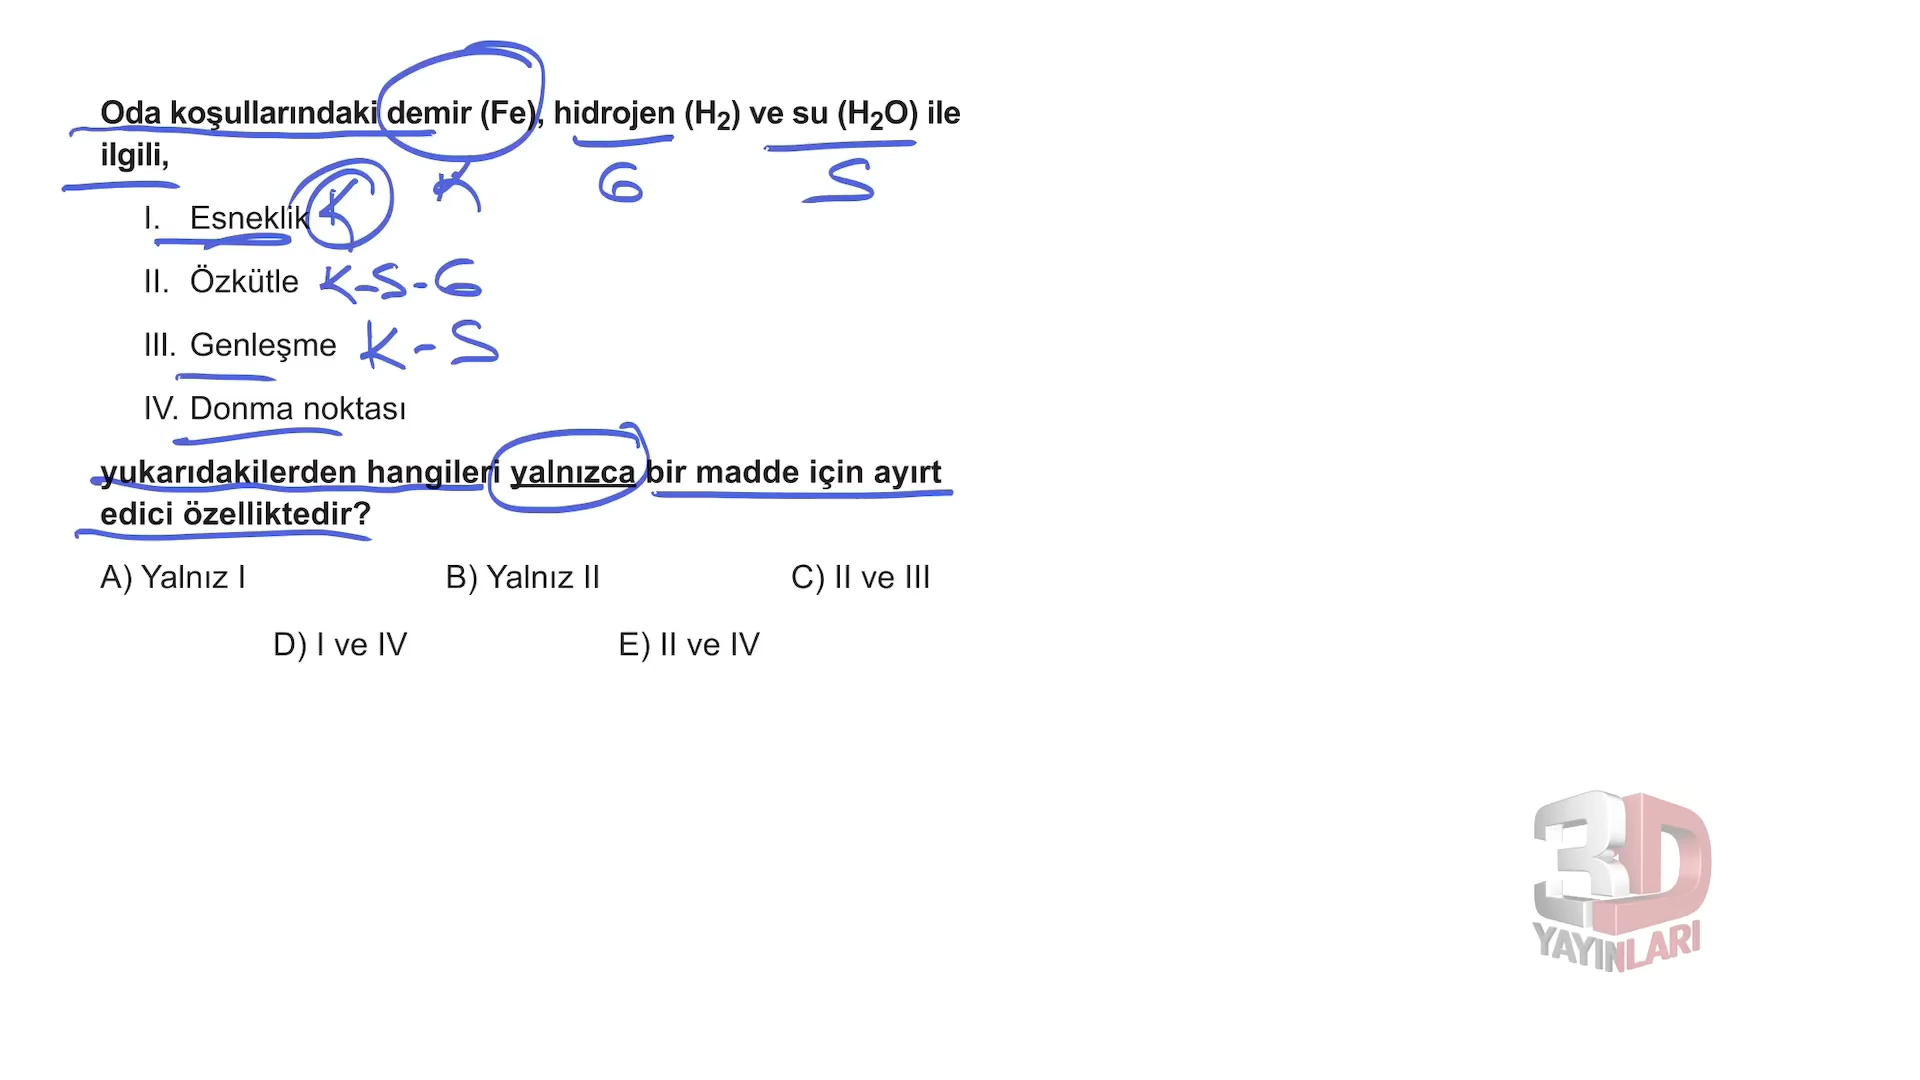 Oda koşullarındaki demir (Fe), hidrojen (H₂) ve su (H₂O) ile
ilgili,
K G S
I. Esneklik K
II. Özkütle K-S-G
III. Genleşme K-S
IV. Donma noktası
yukarıdakilerden hangileri yalnızca bir madde için ayırt
edici özelliktedir?
A) Yalnız I B) Yalnız II C) II ve III
D) I ve IV E) II ve IV
3D
YAYINLARI